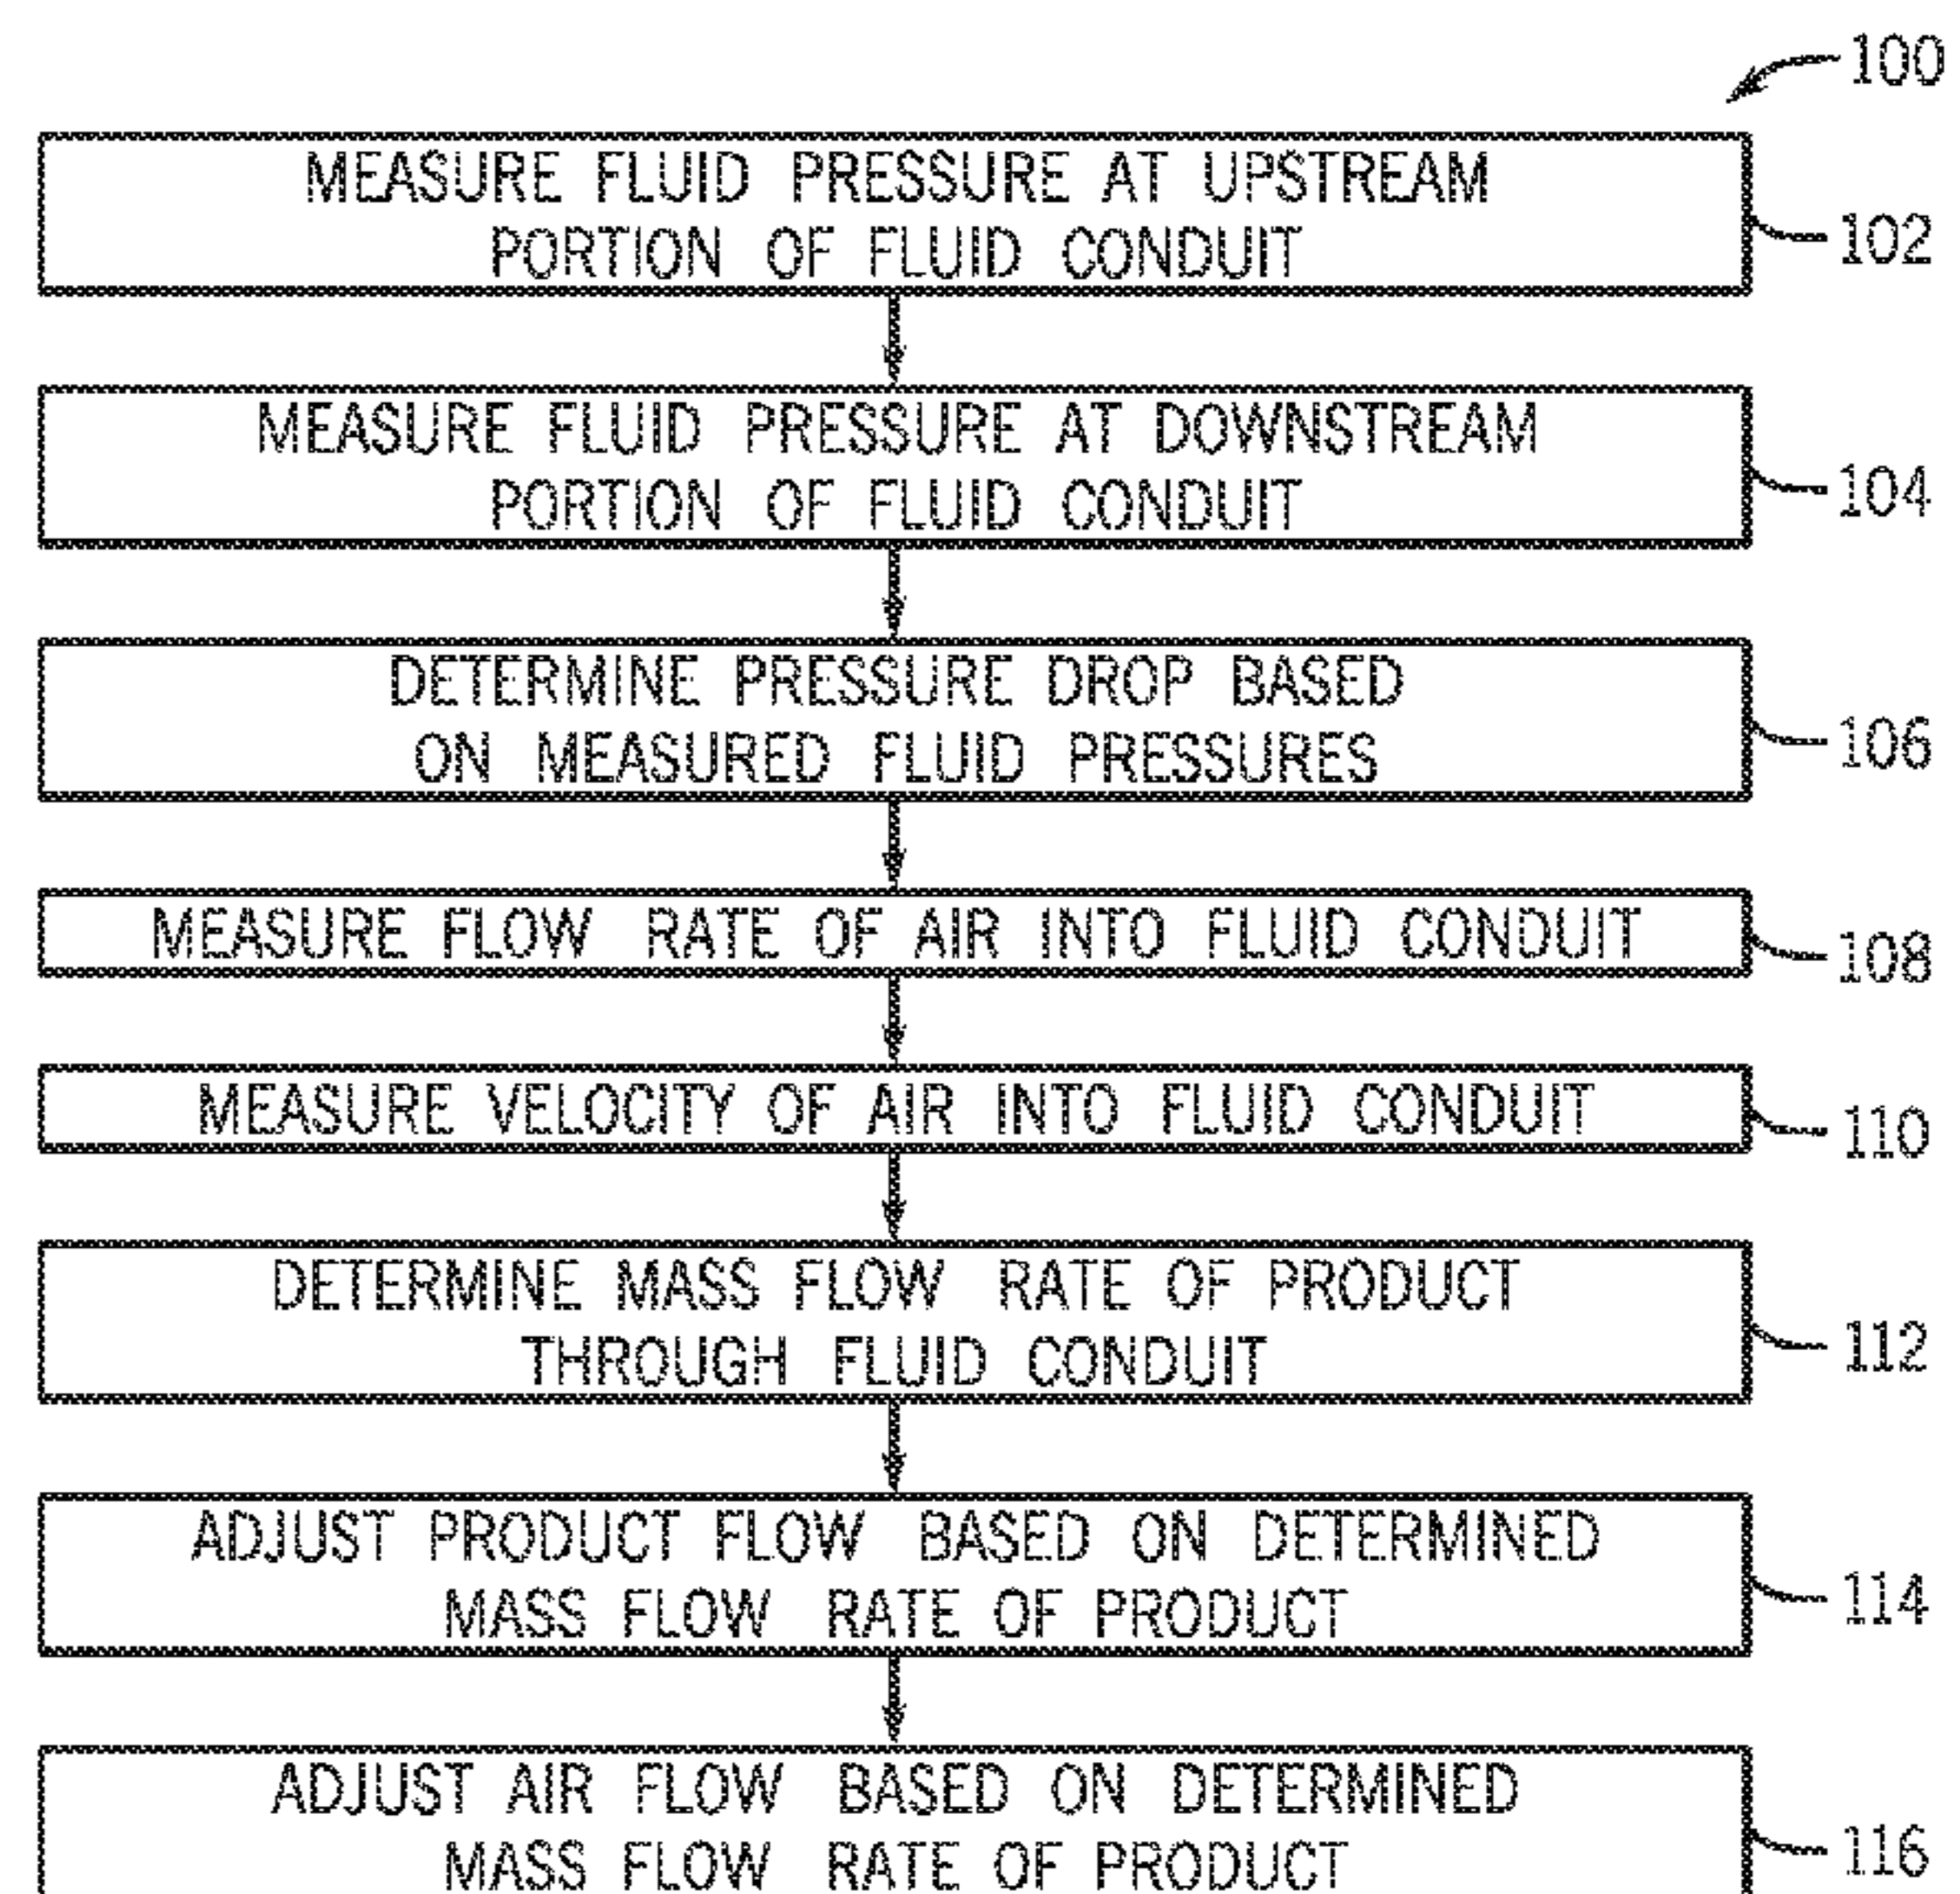 100
MEASURE FLUID PRESSURE AT UPSTREAM
PORTION OF FLUID CONDUIT
102
MEASURE FLUID PRESSURE AT DOWNSTREAM
PORTION OF FLUID CONDUIT
104
DETERMINE PRESSURE DROP BASED
ON MEASURED FLUID PRESSURES
106
MEASURE FLOW RATE OF AIR INTO FLUID CONDUIT
108
MEASURE VELOCITY OF AIR INTO FLUID CONDUIT
110
DETERMINE MASS FLOW RATE OF PRODUCT
THROUGH FLUID CONDUIT
112
ADJUST PRODUCT FLOW BASED ON DETERMINED
MASS FLOW RATE OF PRODUCT
114
ADJUST AIR FLOW BASED ON DETERMINED
MASS FLOW RATE OF PRODUCT
116